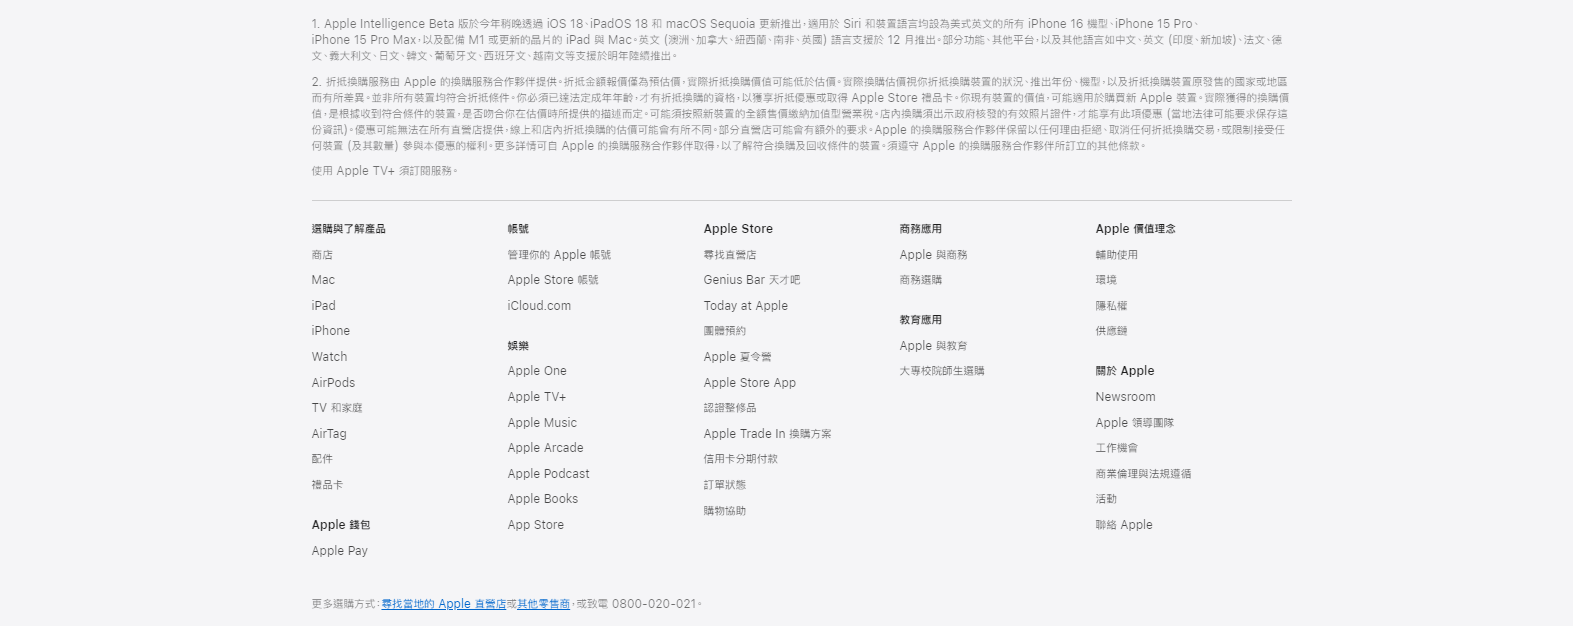 1. Apple Intelligence Beta 版於今年稍晚透過 iOS 18、iPadOS 18 和 macOS Sequoia 更新推出，適用於 Siri 和裝置語言均設為美式英文的所有 iPhone 16 機型、iPhone 15 Pro、
iPhone 15 Pro Max，以及配備 M1 或更新的晶片的 iPad 與 Mac。英文 (澳洲、加拿大、紐西蘭、南非、英國) 語言支援於 12 月推出。部分功能、其他平台，以及其他語言如中文、英文 (印度、新加坡)、法文、德
文、義大利文、日文、韓文、葡萄牙文、西班牙文、越南文等支援於明年陸續推出。
2. 折抵換購服務由 Apple 的換購服務合作夥伴提供。折抵金額報價僅為預估價，實際折抵換購價值可能低於估價。實際換購估價視你折抵換購裝置的狀況、推出年份、機型，以及折抵換購裝置原發售的國家或地區
而有所差異。並非所有裝置均符合折抵條件。你必須已達法定成年年齡，才有折抵換購的資格，以獲享折抵優惠或取得 Apple Store 禮品卡。你現有裝置的價值，可能適用於購買新 Apple 裝置。實際獲得的換購價
值，是根據收到符合條件的裝置，是否吻合你在估價時所提供的描述而定。可能須按照新裝置的全額售價繳納加值型營業稅。店內換購須出示政府核發的有效照片證件，才能享有此項優惠 (當地法律可能要求保存這
份資訊)。優惠可能無法在所有直營店提供，線上和店內折抵換購的估價可能會有所不同。部分直營店可能會有額外的要求。Apple 的換購服務合作夥伴保留以任何理由拒絕、取消任何折抵換購交易，或限制接受任
何裝置 (及其數量) 參與本優惠的權利。更多詳情可自 Apple 的換購服務合作夥伴取得，以了解符合換購及回收條件的裝置。須遵守 Apple 的換購服務合作夥伴所訂立的其他條款。
使用 Apple TV+ 須訂閱服務。
選購與了解產品
商店
Mac
iPad
iPhone
Watch
AirPods
TV 和家庭
AirTag
配件
禮品卡
Apple 錢包
Apple Pay
帳號
管理你的 Apple 帳號
Apple Store 帳號
iCloud.com
娛樂
Apple One
Apple TV+
Apple Music
Apple Arcade
Apple Podcast
Apple Books
App Store
Apple Store
尋找直營店
Genius Bar 天才吧
Today at Apple
團體預約
Apple 夏令營
Apple Store App
認證整修品
Apple Trade In 換購方案
信用卡分期付款
訂單狀態
購物協助
商務應用
Apple 與商務
商務選購
教育應用
Apple 與教育
大專校院師生選購
Apple 價值理念
輔助使用
環境
隱私權
供應鏈
關於 Apple
Newsroom
Apple 領導團隊
工作機會
商業倫理與法規遵循
活動
聯絡 Apple
更多選購方式：尋找當地的 Apple 直營店或其他零售商，或致電 0800-020-021。